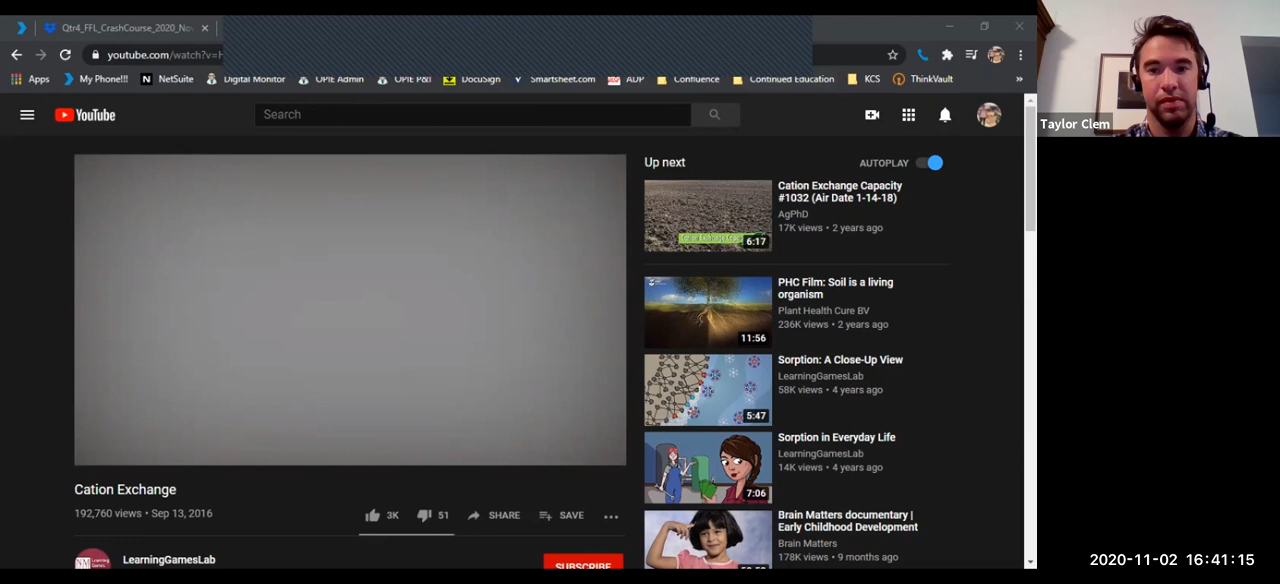 Qtr4_FFL_CrashCourse_2020_Nov
youtube.com/watch?v=H
Apps My Phone!!! NetSuite Digital Monitor OPIE Admin OPIE P&I DocuSign Smartsheet.com ADP Confluence Continued Education KCS ThinkVault »
YouTube
Search
Taylor Clem
Up next
AUTOPLAY
Cation Exchange Capacity
#1032 (Air Date 1-14-18)
AgPhD
17K views • 2 years ago
6:17
PHC Film: Soil is a living
organism
Plant Health Cure BV
236K views • 2 years ago
11:56
Sorption: A Close-Up View
LearningGamesLab
58K views • 4 years ago
5:47
Sorption in Everyday Life
LearningGamesLab
14K views • 4 years ago
7:06
Brain Matters documentary |
Early Childhood Development
Brain Matters
178K views • 9 months ago
Cation Exchange
192,760 views • Sep 13, 2016
3K 51 SHARE SAVE
LearningGamesLab
SUBSCRIBE
2020-11-02 16:41:15